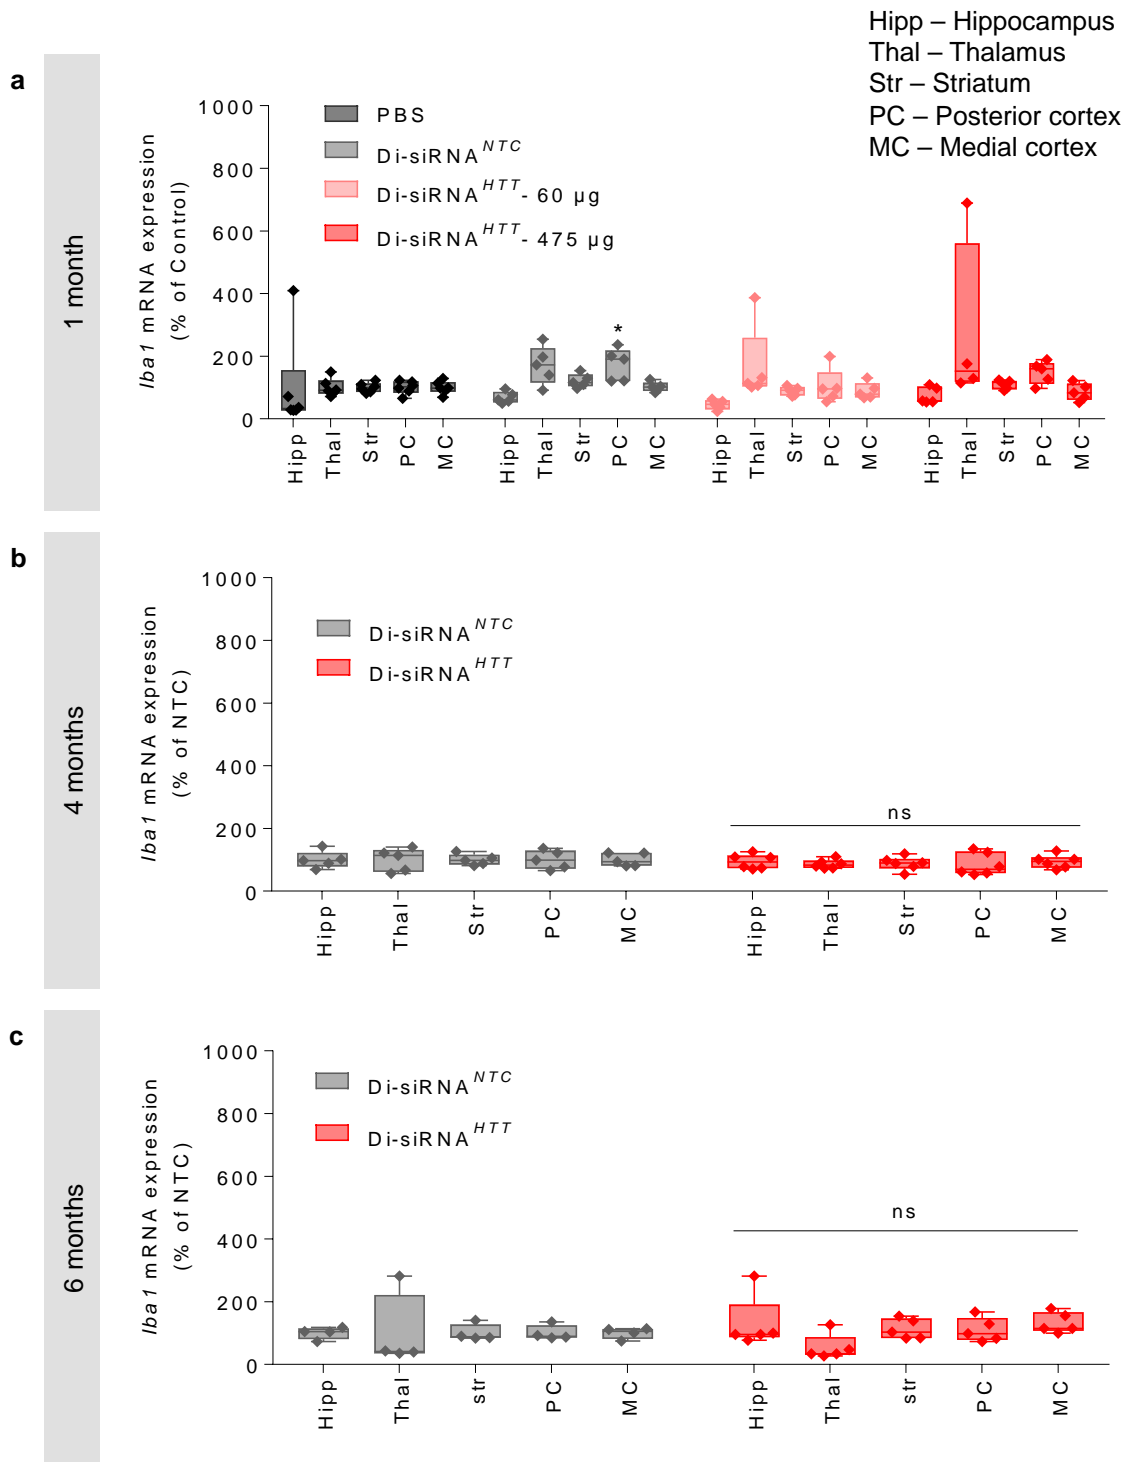 Hipp – Hippocampus
Thal – Thalamus
Str – Striatum
PC – Posterior cortex
MC – Medial cortex
a
1 month
Iba1 mRNA expression
(% of Control)
1000
800
600
400
200
0
PBS
Di-siRNA^NTC
Di-siRNA^HTT- 60 µg
Di-siRNA^HTT- 475 µg
*
Hipp
Thal
Str
PC
MC
Hipp
Thal
Str
PC
MC
Hipp
Thal
Str
PC
MC
Hipp
Thal
Str
PC
MC
b
4 months
Iba1 mRNA expression
(% of NTC)
1000
800
600
400
200
0
Di-siRNA^NTC
Di-siRNA^HTT
ns
Hipp
Thal
Str
PC
MC
Hipp
Thal
Str
PC
MC
c
6 months
Iba1 mRNA expression
(% of NTC)
1000
800
600
400
200
0
Di-siRNA^NTC
Di-siRNA^HTT
ns
Hipp
Thal
str
PC
MC
Hipp
Thal
str
PC
MC